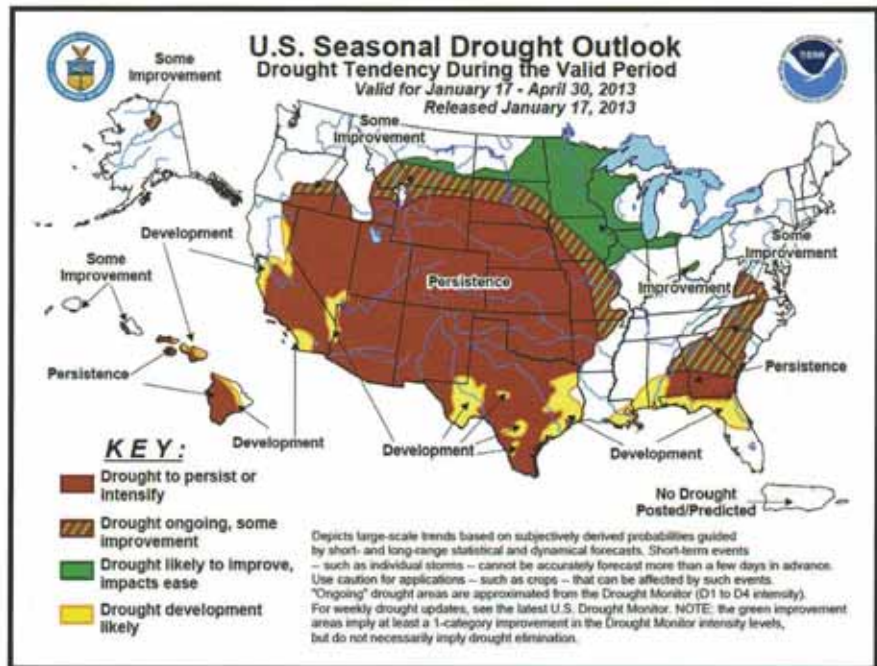 U.S. Seasonal Drought Outlook
Drought Tendency During the Valid Period
Valid for January 17 - April 30, 2013
Released January 17, 2013
Some
Improvement
Some
Improvement
Development
Some
Improvement
Persistence
Some
Improvement
Improvement
Persistence
Persistence
Development
Development
Development
No Drought
Posted/Predicted
KEY:
Drought to persist or
intensify
Drought ongoing, some
improvement
Drought likely to improve,
impacts ease
Drought development
likely
Depicts large-scale trends based on subjectively derived probabilities guided
by short- and long-range statistical and dynamical forecasts. Short-term events
-- such as individual storms -- cannot be accurately forecast more than a few days in advance.
Use caution for applications -- such as crops -- that can be affected by such events.
"Ongoing" drought areas are approximated from the Drought Monitor (D1 to D4 intensity).
For weekly drought updates, see the latest U.S. Drought Monitor. NOTE: the green improvement
areas imply at least a 1-category improvement in the Drought Monitor intensity levels,
but do not necessarily imply drought elimination.